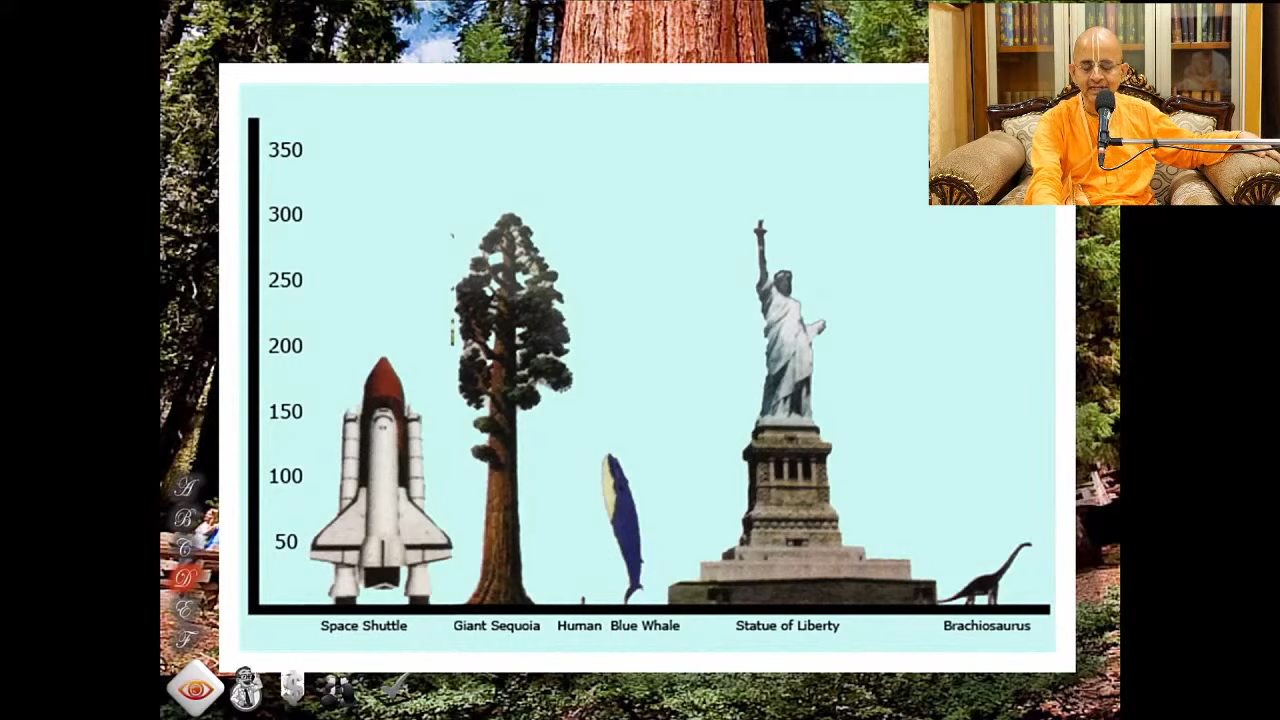 350
300
250
200
150
100
50
Space Shuttle Giant Sequoia Human Blue Whale Statue of Liberty Brachiosaurus
A
B
C
D
E
F